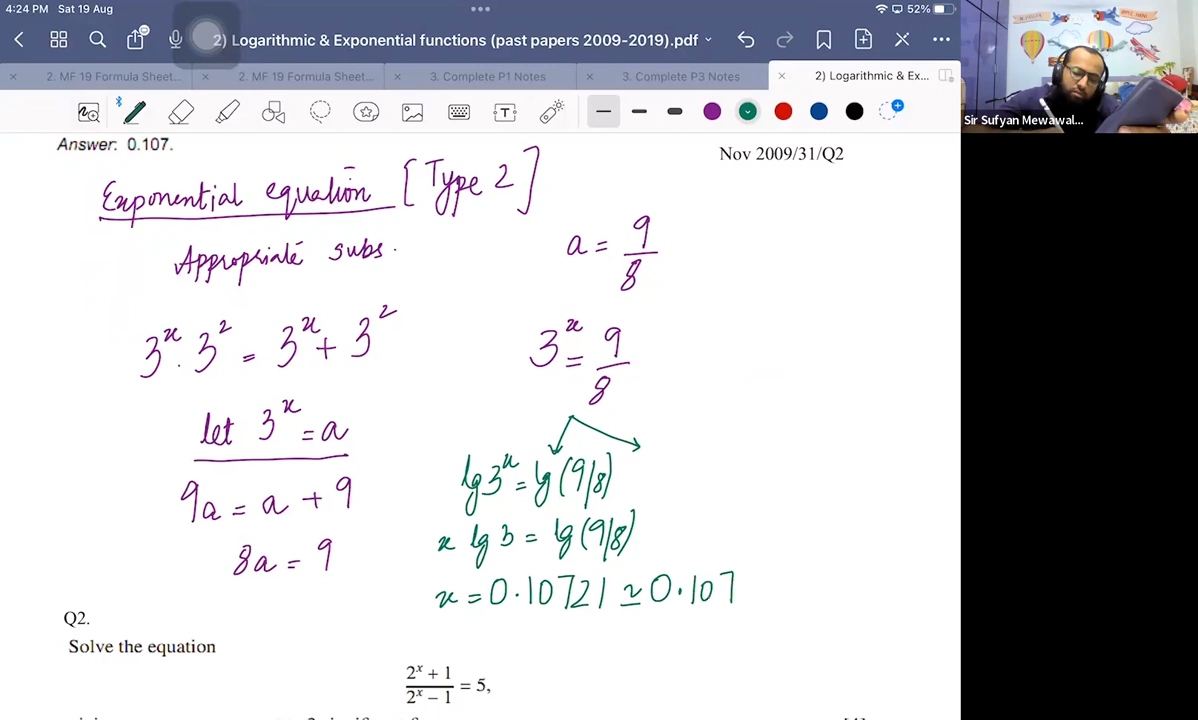 4:24 PM Sat 19 Aug
52%
2) Logarithmic & Exponential functions (past papers 2009-2019).pdf
2. MF 19 Formula Sheet...
2. MF 19 Formula Sheet...
3. Complete P1 Notes
3. Complete P3 Notes
2) Logarithmic & Ex...
Sir Sufyan Mewawal...
Answer: 0.107.
Nov 2009/31/Q2
Exponential equation [Type 2]
Appropriate subs.
3^x . 3^2 = 3^x + 3^2
let 3^x = a
9a = a + 9
8a = 9
a = 9/8
3^x = 9/8
lg 3^x = lg (9/8)
x lg 3 = lg (9/8)
x = 0.10721 ≃ 0.107
Q2.
Solve the equation
(2^x + 1)/(2^x − 1) = 5,